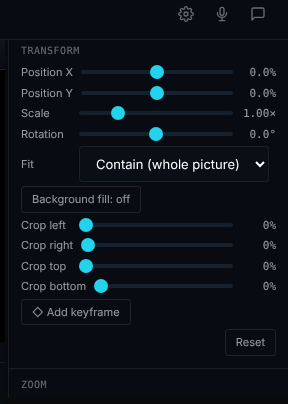 TRANSFORM
Position X 0.0%
Position Y 0.0%
Scale 1.00×
Rotation 0.0°
Fit Contain (whole picture)
Background fill: off
Crop left 0%
Crop right 0%
Crop top 0%
Crop bottom 0%
◇ Add keyframe
Reset
ZOOM